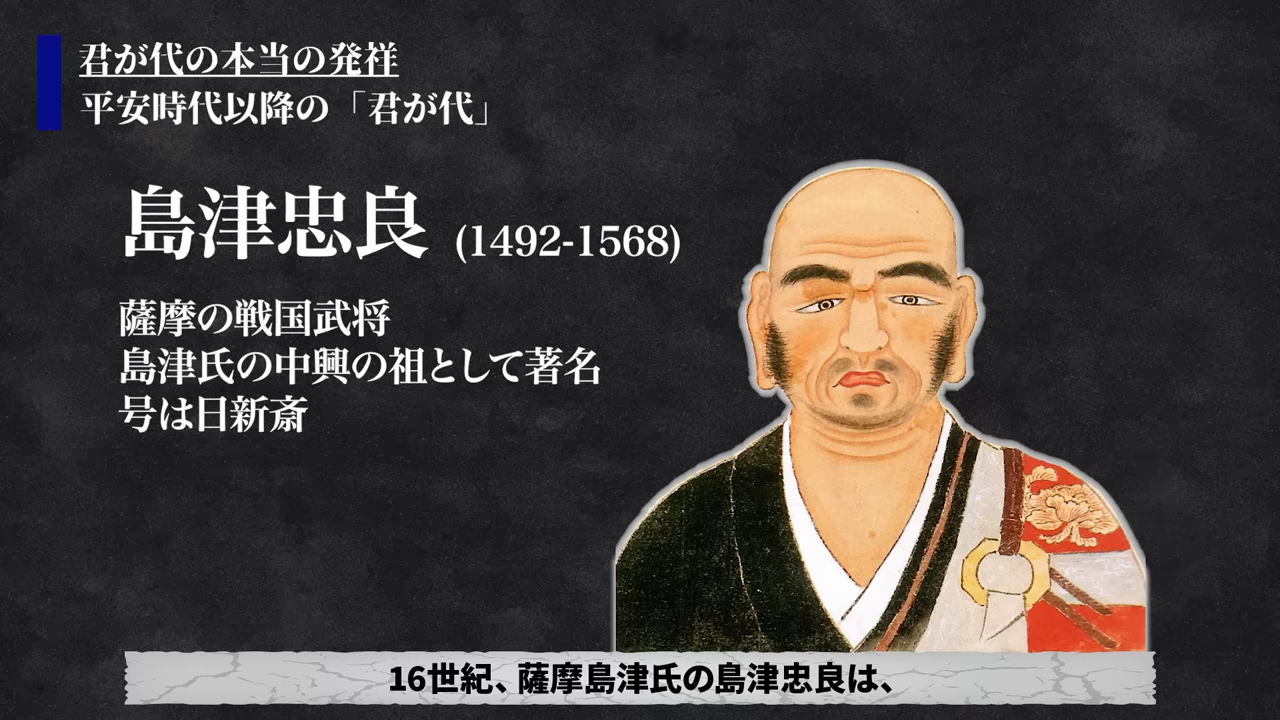 君が代の本当の発祥
平安時代以降の「君が代」
島津忠良 (1492-1568)
薩摩の戦国武将
島津氏の中興の祖として著名
号は日新斎
16世紀、薩摩島津氏の島津忠良は、